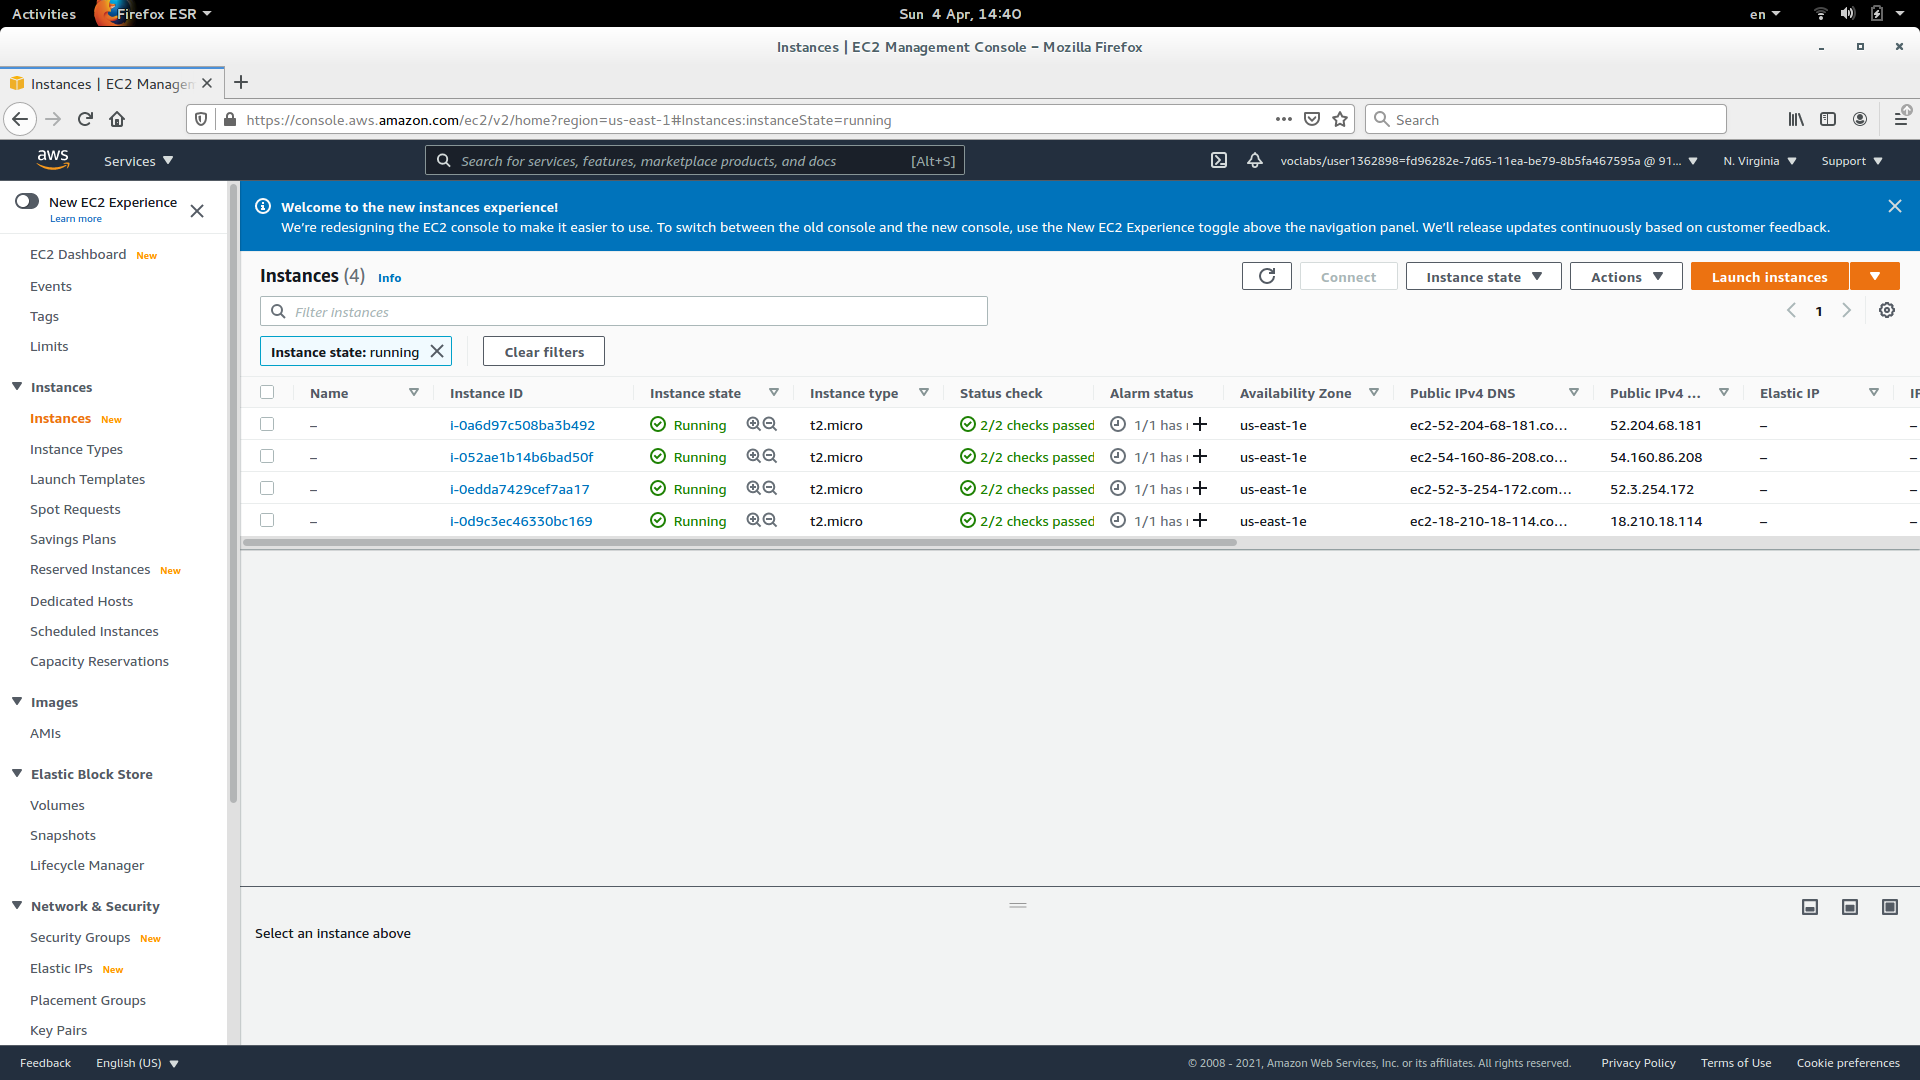 Activities Firefox ESR Sun 4 Apr, 14:40 en
Instances | EC2 Management Console - Mozilla Firefox
Instances | EC2 Manager
https://console.aws.amazon.com/ec2/v2/home?region=us-east-1#Instances:instanceState=running Search
aws Services Search for services, features, marketplace products, and docs [Alt+S] voclabs/user1362898=fd96282e-7d65-11ea-be79-8b5fa467595a @ 91... N. Virginia Support
New EC2 Experience
Learn more
Welcome to the new instances experience!
We're redesigning the EC2 console to make it easier to use. To switch between the old console and the new console, use the New EC2 Experience toggle above the navigation panel. We'll release updates continuously based on customer feedback.
EC2 Dashboard New
Events
Tags
Limits
Instances
Instances New
Instance Types
Launch Templates
Spot Requests
Savings Plans
Reserved Instances New
Dedicated Hosts
Scheduled Instances
Capacity Reservations
Images
AMIs
Elastic Block Store
Volumes
Snapshots
Lifecycle Manager
Network & Security
Security Groups New
Elastic IPs New
Placement Groups
Key Pairs
Instances (4) Info Connect Instance state Actions Launch instances
Filter instances 1
Instance state: running Clear filters
Name Instance ID Instance state Instance type Status check Alarm status Availability Zone Public IPv4 DNS Public IPv4 ... Elastic IP
– i-0a6d97c508ba3b492 Running t2.micro 2/2 checks passed 1/1 has us-east-1e ec2-52-204-68-181.co... 52.204.68.181 – –
– i-052ae1b14b6bad50f Running t2.micro 2/2 checks passed 1/1 has us-east-1e ec2-54-160-86-208.co... 54.160.86.208 – –
– i-0edda7429cef7aa17 Running t2.micro 2/2 checks passed 1/1 has us-east-1e ec2-52-3-254-172.com... 52.3.254.172 – –
– i-0d9c3ec46330bc169 Running t2.micro 2/2 checks passed 1/1 has us-east-1e ec2-18-210-18-114.co... 18.210.18.114 – –
Select an instance above
Feedback English (US) © 2008 - 2021, Amazon Web Services, Inc. or its affiliates. All rights reserved. Privacy Policy Terms of Use Cookie preferences